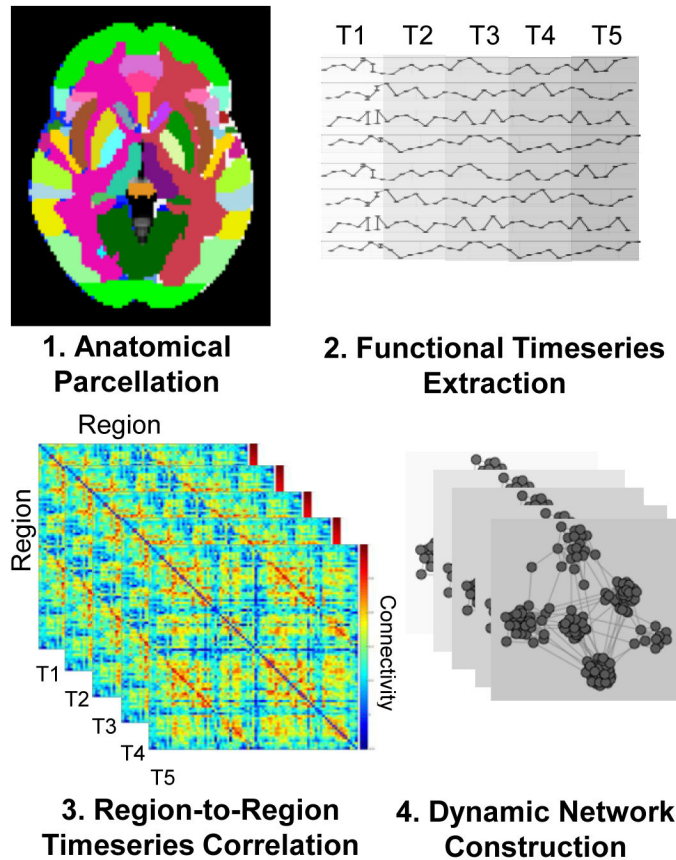 T1 T2 T3 T4 T5
1. Anatomical
Parcellation
2. Functional Timeseries
Extraction
Region
Region
Connectivity
T1
T2
T3
T4
T5
3. Region-to-Region
Timeseries Correlation
4. Dynamic Network
Construction